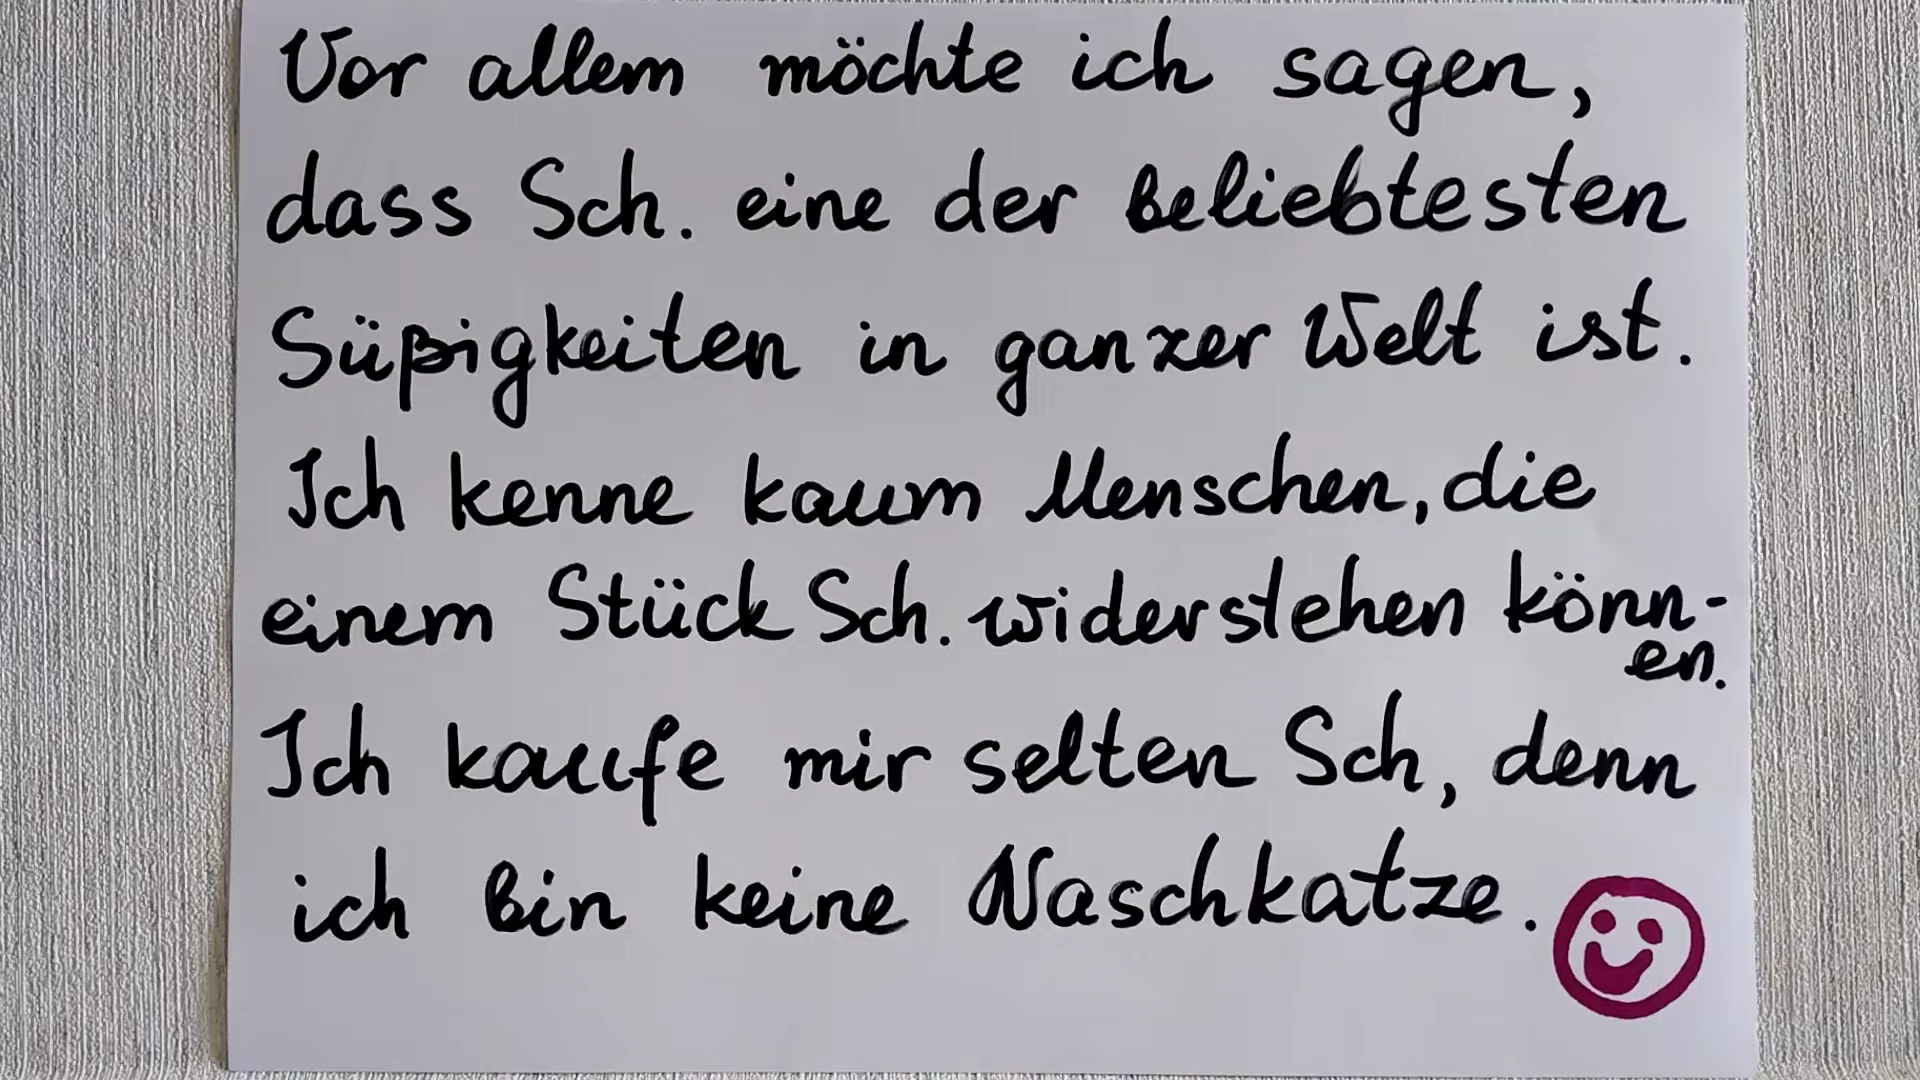 Vor allem möchte ich sagen,
dass Sch. eine der beliebtesten
Süßigkeiten in ganzer Welt ist.
Ich kenne kaum Menschen, die
einem Stück Sch. widerstehen könn-
en.
Ich kaufe mir selten Sch, denn
ich bin keine Naschkatze.